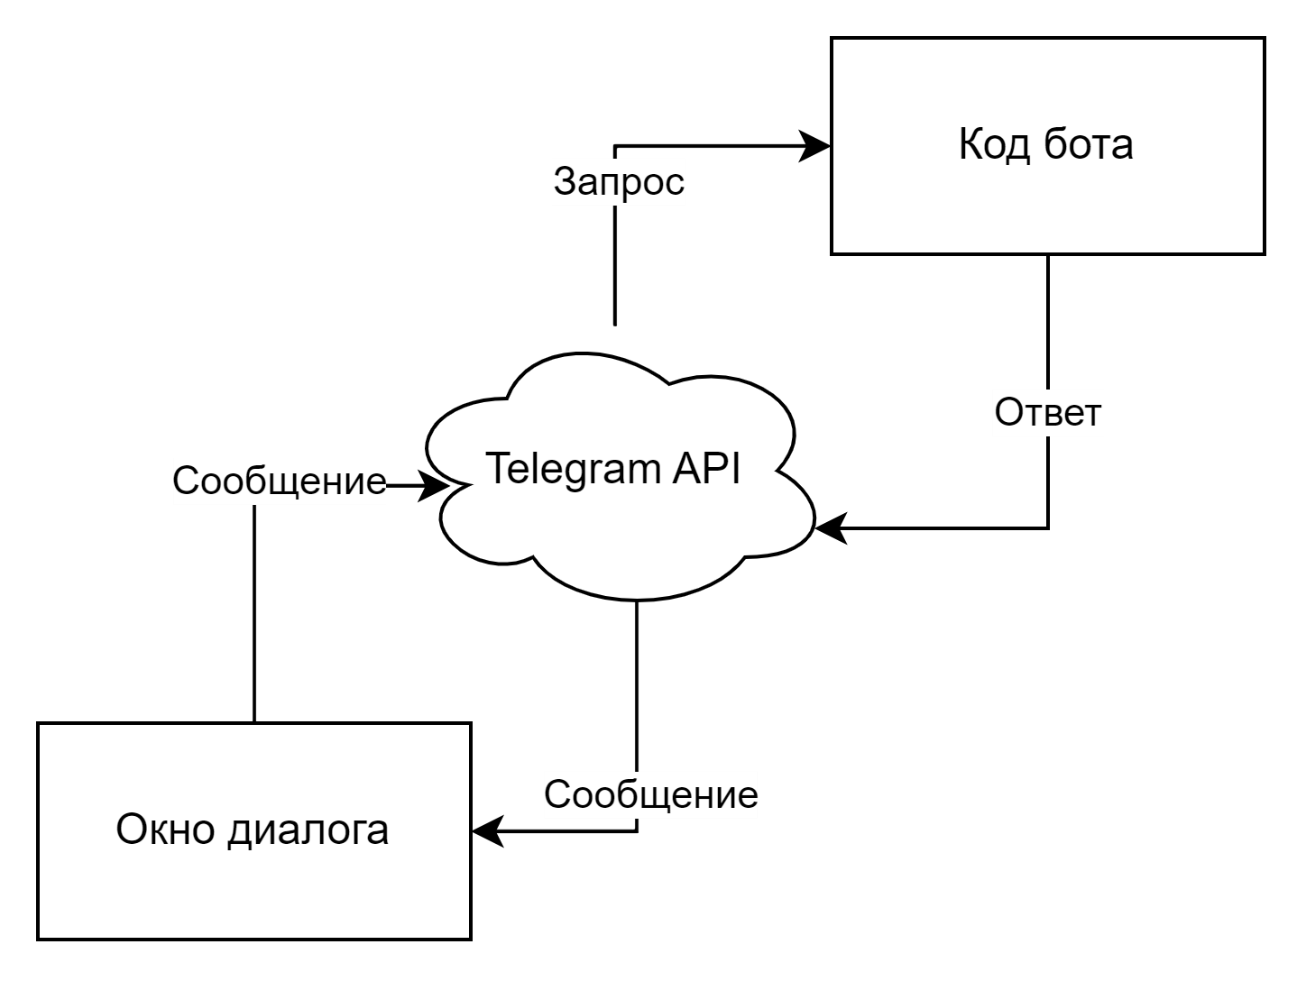 Код бота
Запрос
Ответ
Telegram API
Сообщение
Сообщение
Окно диалога